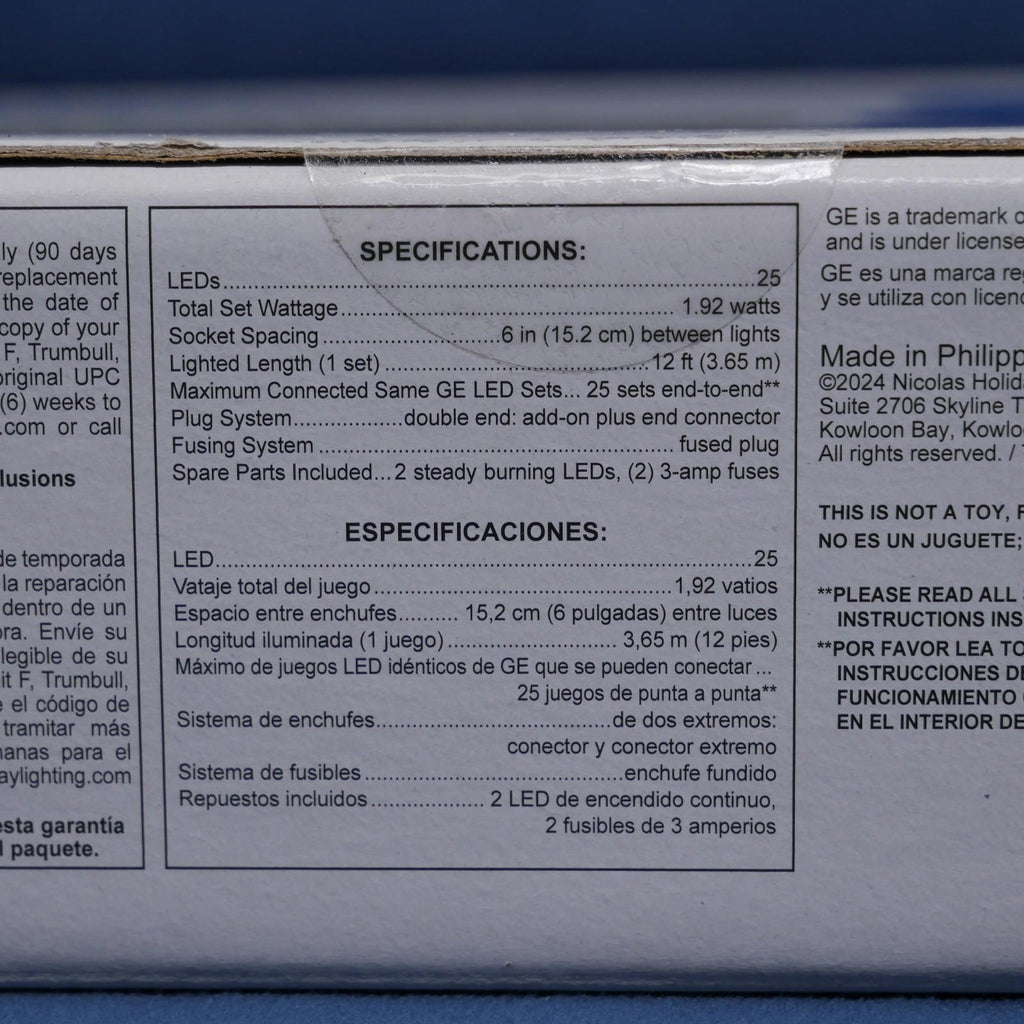 ly (90 days
replacement
the date of
copy of your
F, Trumbull,
original UPC
(6) weeks to
.com or call
lusions
de temporada
la reparación
dentro de un
ora. Envíe su
legible de su
it F, Trumbull,
e el código de
tramitar más
manas para el
aylighting.com
esta garantía
l paquete.
SPECIFICATIONS:
LEDs....................25
Total Set Wattage.................... 1.92 watts
Socket Spacing ....................6 in (15.2 cm) between lights
Lighted Length (1 set) .................... 12 ft (3.65 m)
Maximum Connected Same GE LED Sets... 25 sets end-to-end**
Plug System....................double end: add-on plus end connector
Fusing System .................... fused plug
Spare Parts Included...2 steady burning LEDs, (2) 3-amp fuses
ESPECIFICACIONES:
LED....................25
Vataje total del juego ....................1,92 vatios
Espacio entre enchufes.......... 15,2 cm (6 pulgadas) entre luces
Longitud iluminada (1 juego).................... 3,65 m (12 pies)
Máximo de juegos LED idénticos de GE que se pueden conectar ...
25 juegos de punta a punta**
Sistema de enchufes....................de dos extremos:
conector y conector extremo
Sistema de fusibles....................enchufe fundido
Repuestos incluidos................. 2 LED de encendido continuo,
2 fusibles de 3 amperios
GE is a trademark o
and is under license
GE es una marca reg
y se utiliza con licenc
Made in Philipp
©2024 Nicolas Holida
Suite 2706 Skyline T
Kowloon Bay, Kowlo
All rights reserved. / T
THIS IS NOT A TOY, F
NO ES UN JUGUETE;
**PLEASE READ ALL S
INSTRUCTIONS INS
**POR FAVOR LEA TO
INSTRUCCIONES DE
FUNCIONAMIENTO
EN EL INTERIOR DE